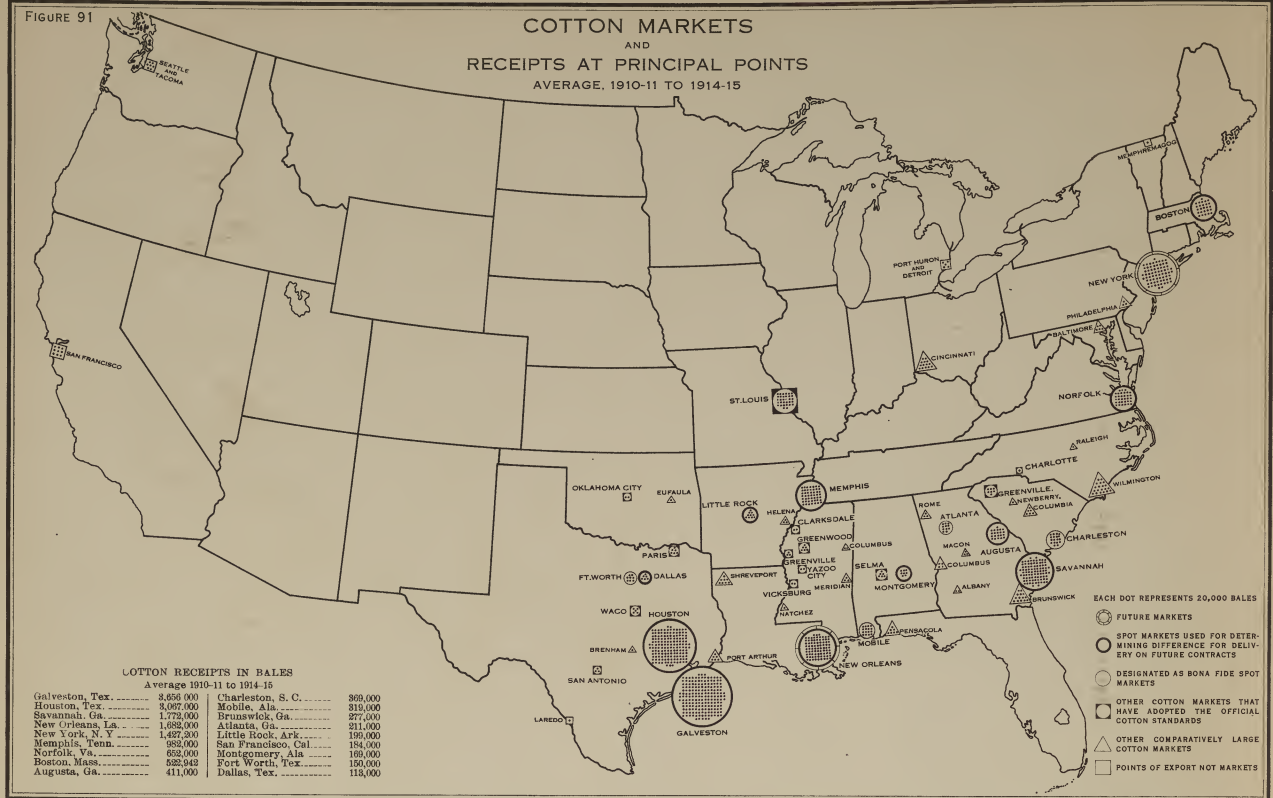 FIGURE 91
COTTON MARKETS
AND
RECEIPTS AT PRINCIPAL POINTS
AVERAGE, 1910-11 TO 1914-15
SEATTLE
AND
TACOMA
MEMPHREMAGOG
BOSTON
PORT HURON
AND
DETROIT
NEW YORK
PHILADELPHIA
BALTIMORE
SAN FRANCISCO
CINCINNATI
ST. LOUIS
NORFOLK
RALEIGH
CHARLOTTE
WILMINGTON
OKLAHOMA CITY
EUFAULA
LITTLE ROCK
MEMPHIS
HELENA
CLARKSDALE
GREENWOOD
COLUMBUS
ROME
ATLANTA
GREENVILLE.
NEWBERRY.
COLUMBIA
CHARLESTON
PARIS
GREENVILLE
YAZOO
CITY
MERIDIAN
SELMA
MACON
AUGUSTA
COLUMBUS
FT. WORTH
DALLAS
SHREVEPORT
VICKSBURG
MONTGOMERY
ALBANY
SAVANNAH
BRUNSWICK
WACO
HOUSTON
NATCHEZ
BRENHAM
PORT ARTHUR
MOBILE
PENSACOLA
NEW ORLEANS
SAN ANTONIO
LAREDO
GALVESTON
COTTON RECEIPTS IN BALES
Average 1910-11 to 1914-15
Galveston, Tex. 3,656 000
Houston, Tex. 3,067,000
Savannah, Ga. 1,772,000
New Orleans, La. 1,682,000
New York, N. Y 1,427,200
Memphis, Tenn. 982,000
Norfolk, Va. 652,000
Boston, Mass. 522,942
Augusta, Ga. 411,000
Charleston, S. C. 369,000
Mobile, Ala. 319,000
Brunswick, Ga. 277,000
Atlanta, Ga. 211,000
Little Rock, Ark. 199,000
San Francisco, Cal. 184,000
Montgomery, Ala 169,000
Fort Worth, Tex. 150,000
Dallas, Tex. 113,000
EACH DOT REPRESENTS 20,000 BALES
FUTURE MARKETS
SPOT MARKETS USED FOR DETER-
MINING DIFFERENCE FOR DELIV-
ERY ON FUTURE CONTRACTS
DESIGNATED AS BONA FIDE SPOT
MARKETS
OTHER COTTON MARKETS THAT
HAVE ADOPTED THE OFFICIAL
COTTON STANDARDS
OTHER COMPARATIVELY LARGE
COTTON MARKETS
POINTS OF EXPORT NOT MARKETS